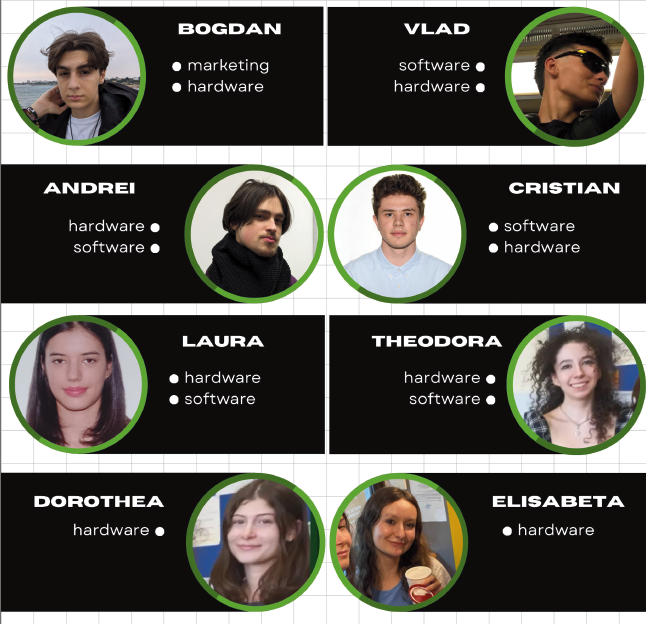 BOGDAN
marketing
hardware
VLAD
software
hardware
ANDREI
hardware
software
CRISTIAN
software
hardware
LAURA
hardware
software
THEODORA
hardware
software
DOROTHEA
hardware
ELISABETA
hardware